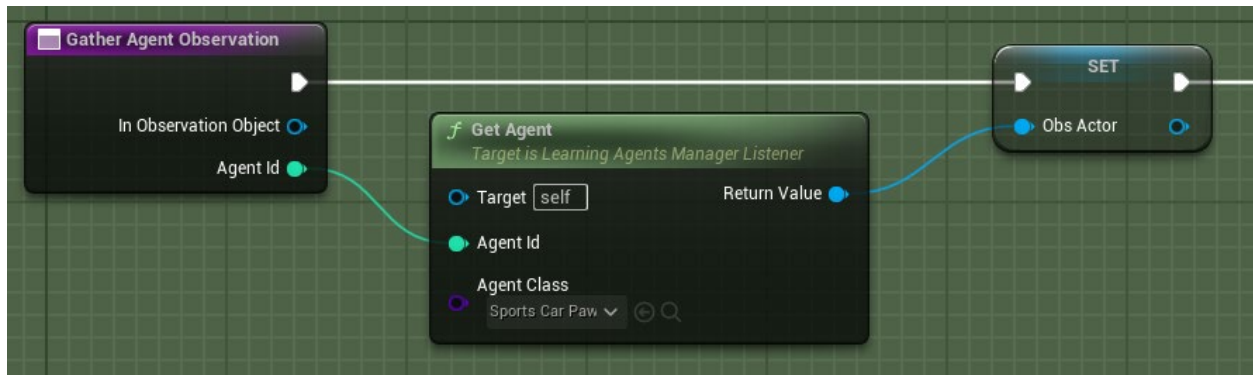 Gather Agent Observation
In Observation Object
Agent Id
f Get Agent
Target is Learning Agents Manager Listener
Target self
Return Value
Agent Id
Agent Class
Sports Car Paw
SET
Obs Actor